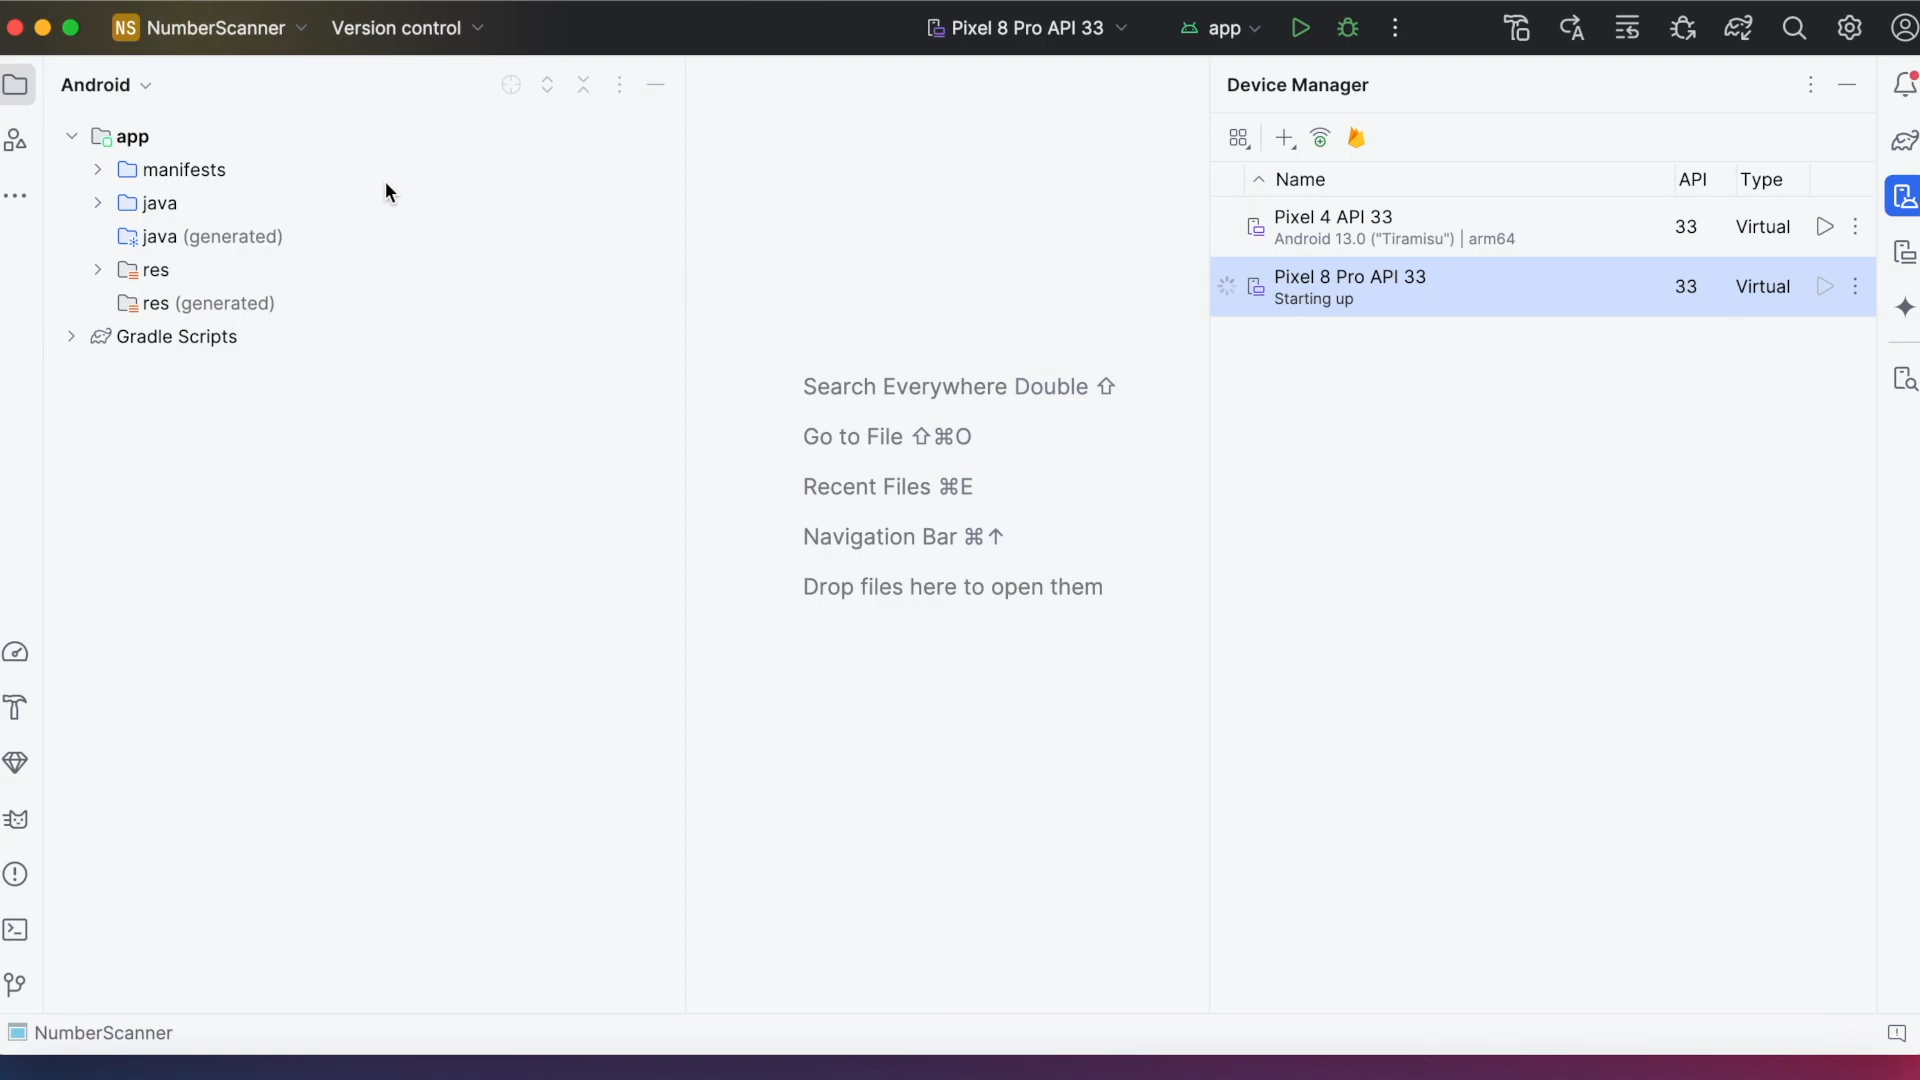 NS NumberScanner Version control Pixel 8 Pro API 33 app
Android
app
manifests
java
java (generated)
res
res (generated)
Gradle Scripts
Search Everywhere Double ⇧
Go to File ⇧⌘O
Recent Files ⌘E
Navigation Bar ⌘↑
Drop files here to open them
Device Manager
Name API Type
Pixel 4 API 33 33 Virtual
Android 13.0 ("Tiramisu") | arm64
Pixel 8 Pro API 33 33 Virtual
Starting up
NumberScanner